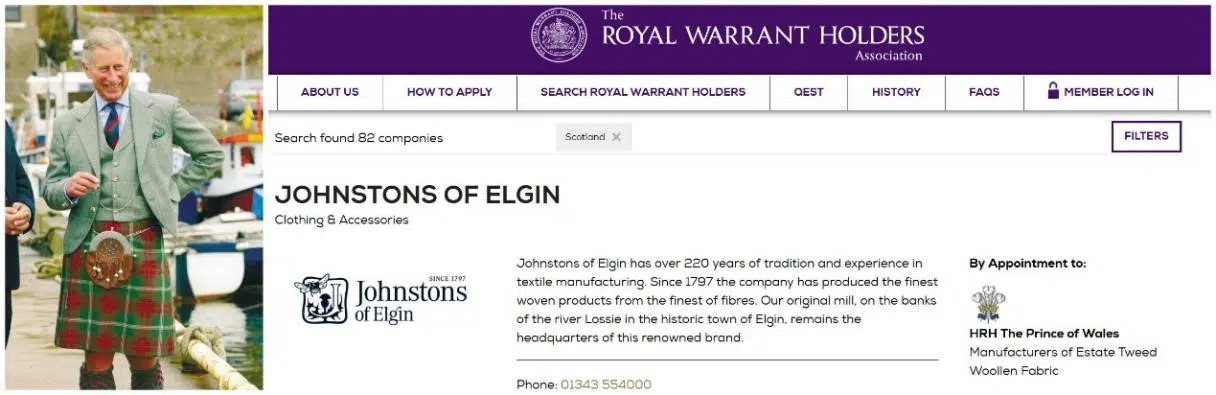 The
ROYAL WARRANT HOLDERS
Association
ABOUT US
HOW TO APPLY
SEARCH ROYAL WARRANT HOLDERS
QEST
HISTORY
FAQS
MEMBER LOG IN
Search found 82 companies
Scotland ×
FILTERS
JOHNSTONS OF ELGIN
Clothing & Accessories
SINCE 1797
Johnstons
of Elgin
Johnstons of Elgin has over 220 years of tradition and experience in
textile manufacturing. Since 1797 the company has produced the finest
woven products from the finest of fibres. Our original mill, on the banks
of the river Lossie in the historic town of Elgin, remains the
headquarters of this renowned brand.
Phone: 01343 554000
By Appointment to:
HRH The Prince of Wales
Manufacturers of Estate Tweed
Woollen Fabric